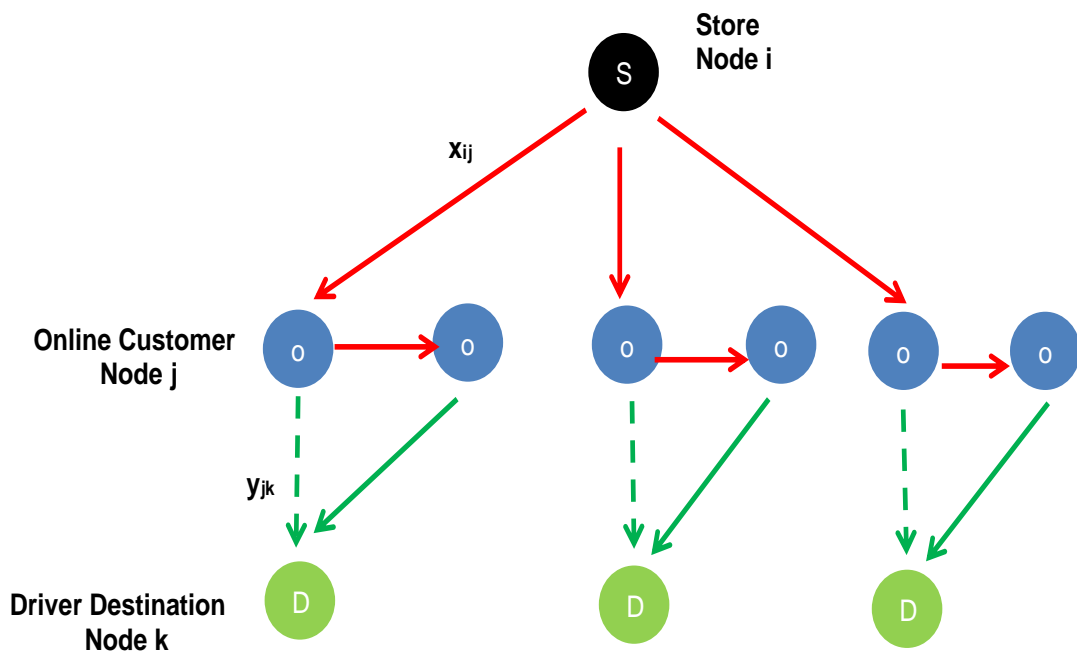 Store
Node i
S
xij
Online Customer
Node j
o
o
o
o
o
o
yjk
Driver Destination
Node k
D
D
D